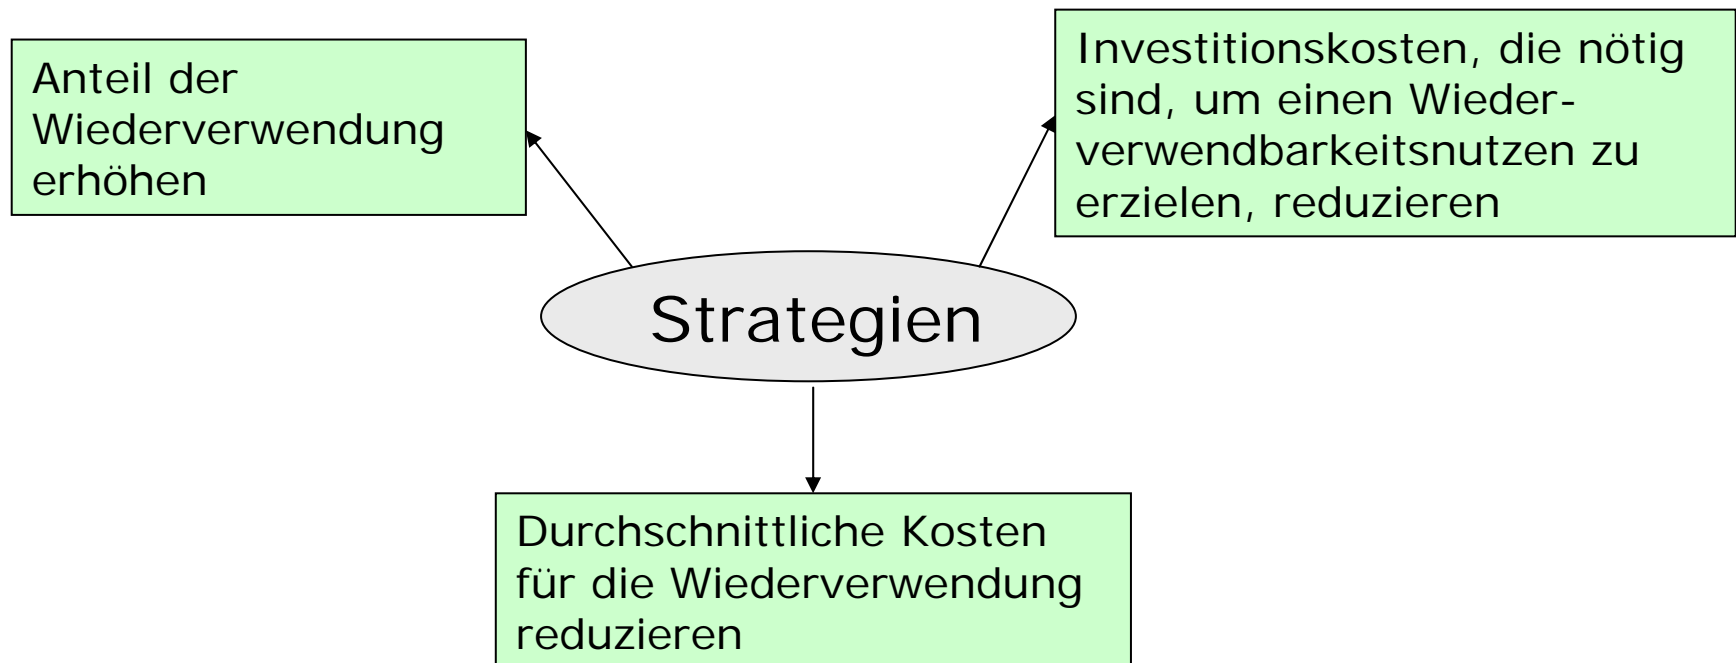 Anteil der
Wiederverwendung
erhöhen
Investitionskosten, die nötig
sind, um einen Wieder-
verwendbarkeitsnutzen zu
erzielen, reduzieren
Strategien
Durchschnittliche Kosten
für die Wiederverwendung
reduzieren